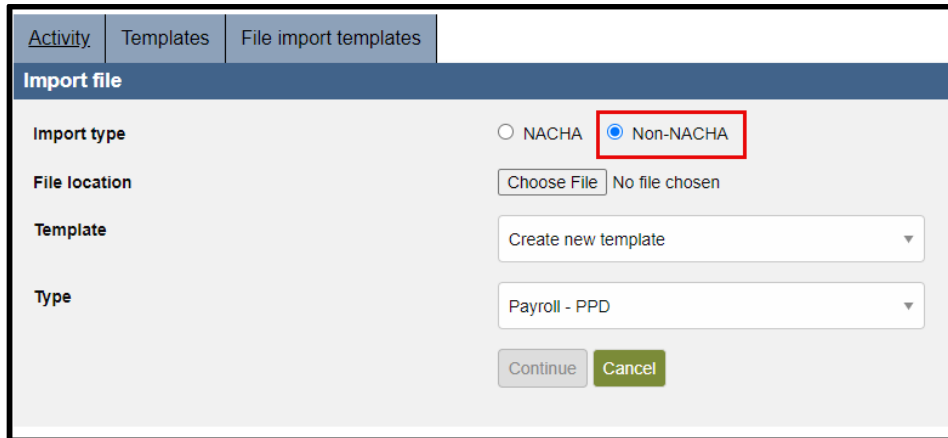 Activity Templates File import templates
Import file
Import type NACHA Non-NACHA
File location Choose File No file chosen
Template Create new template
Type Payroll - PPD
Continue Cancel